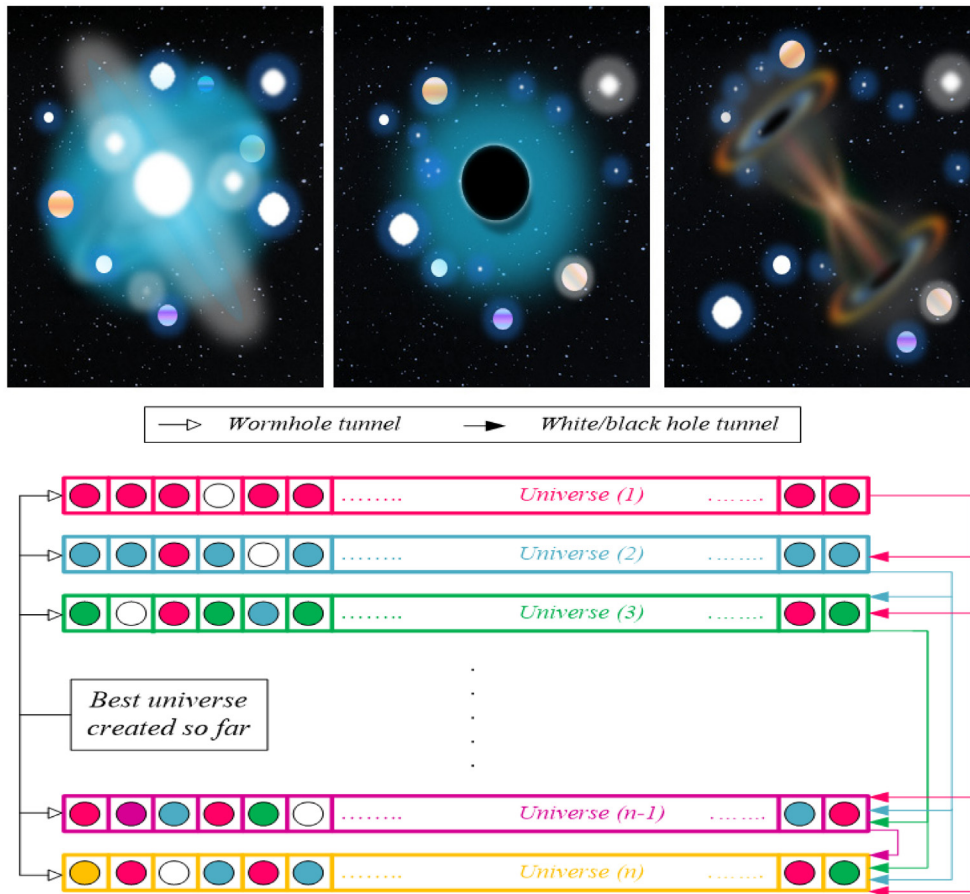 Wormhole tunnel White/black hole tunnel
........ Universe (1) ........
........ Universe (2) ........
........ Universe (3) ........
Best universe
created so far
........ Universe (n-1) ........
........ Universe (n) ........